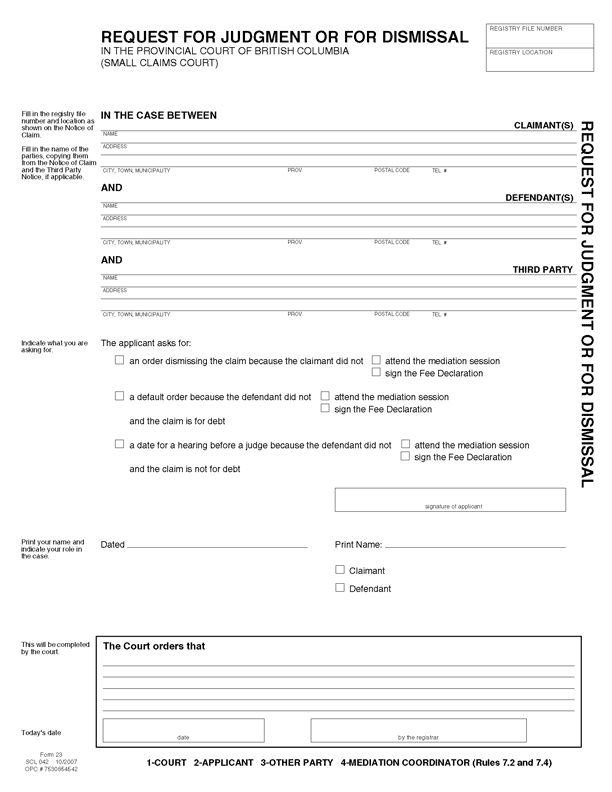 REQUEST FOR JUDGMENT OR FOR DISMISSAL
IN THE PROVINCIAL COURT OF BRITISH COLUMBIA
(SMALL CLAIMS COURT)
REGISTRY FILE NUMBER
REGISTRY LOCATION
Fill in the registry file
number and location as
shown on the Notice of
Claim.
Fill in the name of the
parties, copying them
from the Notice of Claim
and the Third Party
Notice, if applicable.
IN THE CASE BETWEEN
CLAIMANT(S)
NAME
ADDRESS
CITY, TOWN, MUNICIPALITY PROV. POSTAL CODE TEL. #
AND
DEFENDANT(S)
NAME
ADDRESS
CITY, TOWN, MUNICIPALITY PROV. POSTAL CODE TEL. #
AND
THIRD PARTY
NAME
ADDRESS
CITY, TOWN, MUNICIPALITY PROV. POSTAL CODE TEL. #
REQUEST FOR JUDGMENT OR FOR DISMISSAL
Indicate what you are
asking for.
The applicant asks for:
an order dismissing the claim because the claimant did not attend the mediation session
sign the Fee Declaration
a default order because the defendant did not attend the mediation session
sign the Fee Declaration
and the claim is for debt
a date for a hearing before a judge because the defendant did not attend the mediation session
sign the Fee Declaration
and the claim is not for debt
signature of applicant
Print your name and
indicate your role in
the case.
Dated Print Name:
Claimant
Defendant
This will be completed
by the court.
The Court orders that
Today's date
date by the registrar
Form 23
SCL 042 10/2007
OPC # 7530954542
1-COURT 2-APPLICANT 3-OTHER PARTY 4-MEDIATION COORDINATOR (Rules 7.2 and 7.4)